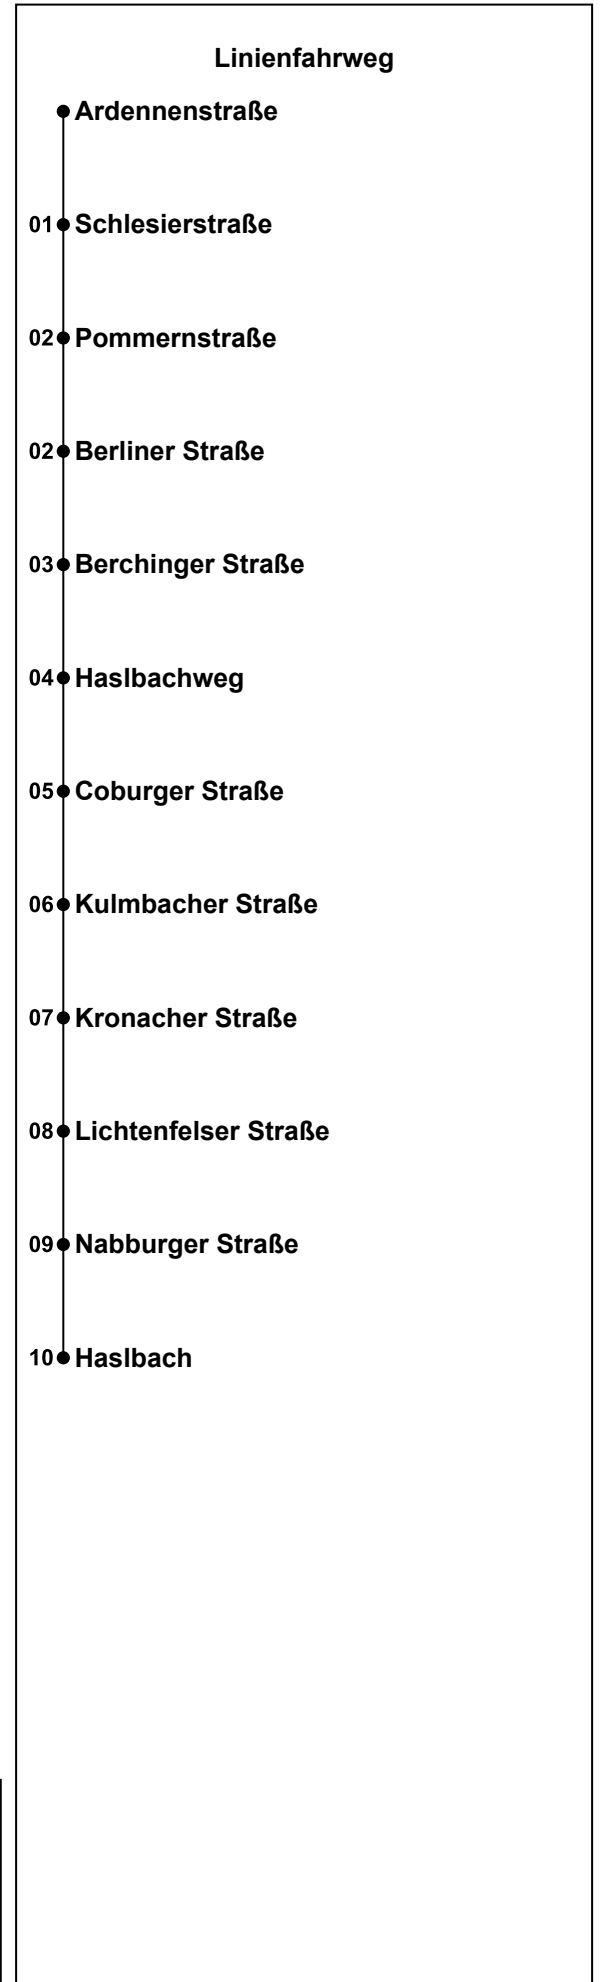 Linienfahrweg
Ardennenstraße
01 Schlesierstraße
02 Pommernstraße
02 Berliner Straße
03 Berchinger Straße
04 Haslbachweg
05 Coburger Straße
06 Kulmbacher Straße
07 Kronacher Straße
08 Lichtenfelser Straße
09 Nabburger Straße
10 Haslbach